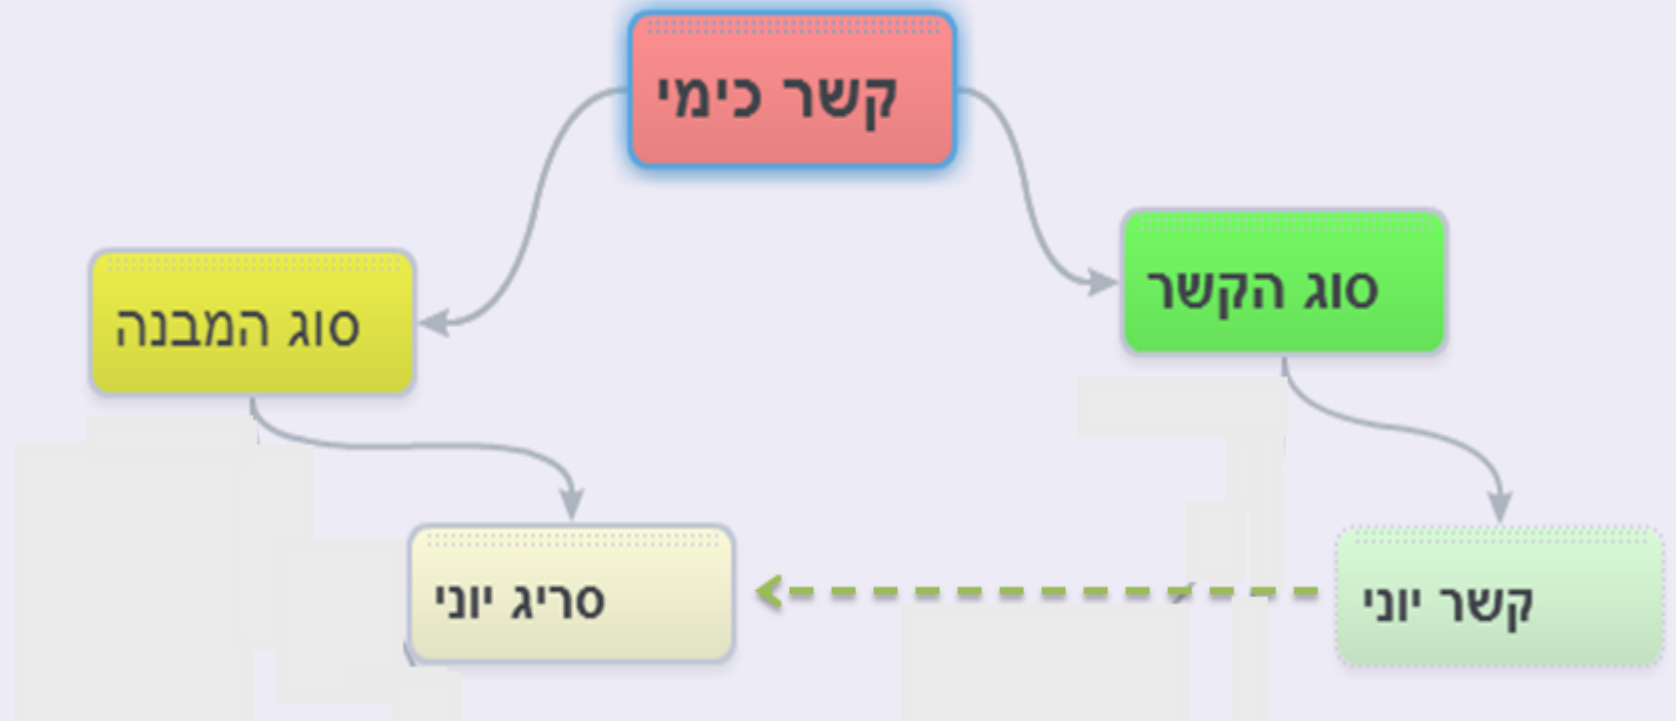 קשר כימי
סוג הקשר
סוג המבנה
קשר יוני
סריג יוני